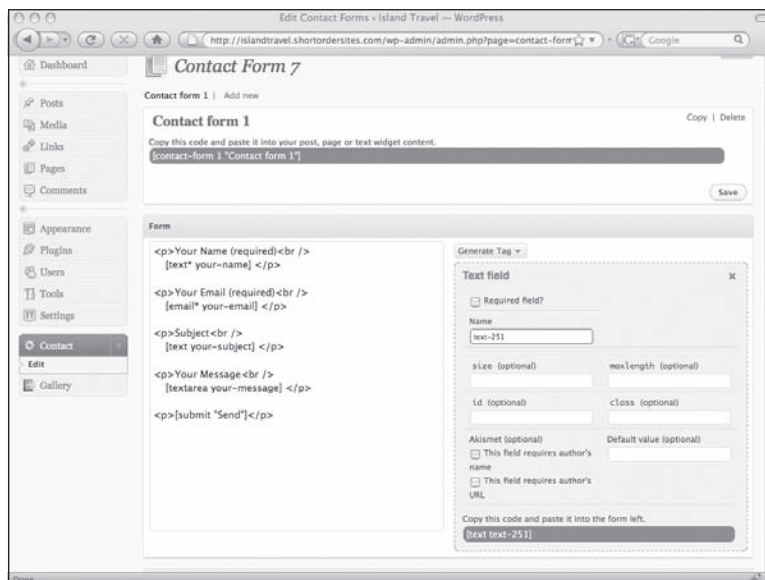 Edit Contact Forms ‹ Island Travel — WordPress
http://islandtravel.shortordersites.com/wp-admin/admin.php?page=contact-form
Google
Dashboard
Posts
Media
Links
Pages
Comments
Appearance
Plugins
Users
Tools
Settings
Contact
Edit
Gallery
Contact Form 7
Contact form 1 | Add new
Contact form 1
Copy | Delete
Copy this code and paste it into your post, page or text widget content.
[contact-form 1 "Contact form 1"]
Save
Form
<p>Your Name (required)<br />
[text* your-name] </p>
<p>Your Email (required)<br />
[email* your-email] </p>
<p>Subject<br />
[text your-subject] </p>
<p>Your Message<br />
[textarea your-message] </p>
<p>[submit "Send"]</p>
Generate Tag
Text field
Required field?
Name
text-251
size (optional)
maxlength (optional)
id (optional)
class (optional)
Akismet (optional)
This field requires author's
name
This field requires author's
URL
Default value (optional)
Copy this code and paste it into the form left.
[text text-251]
Done